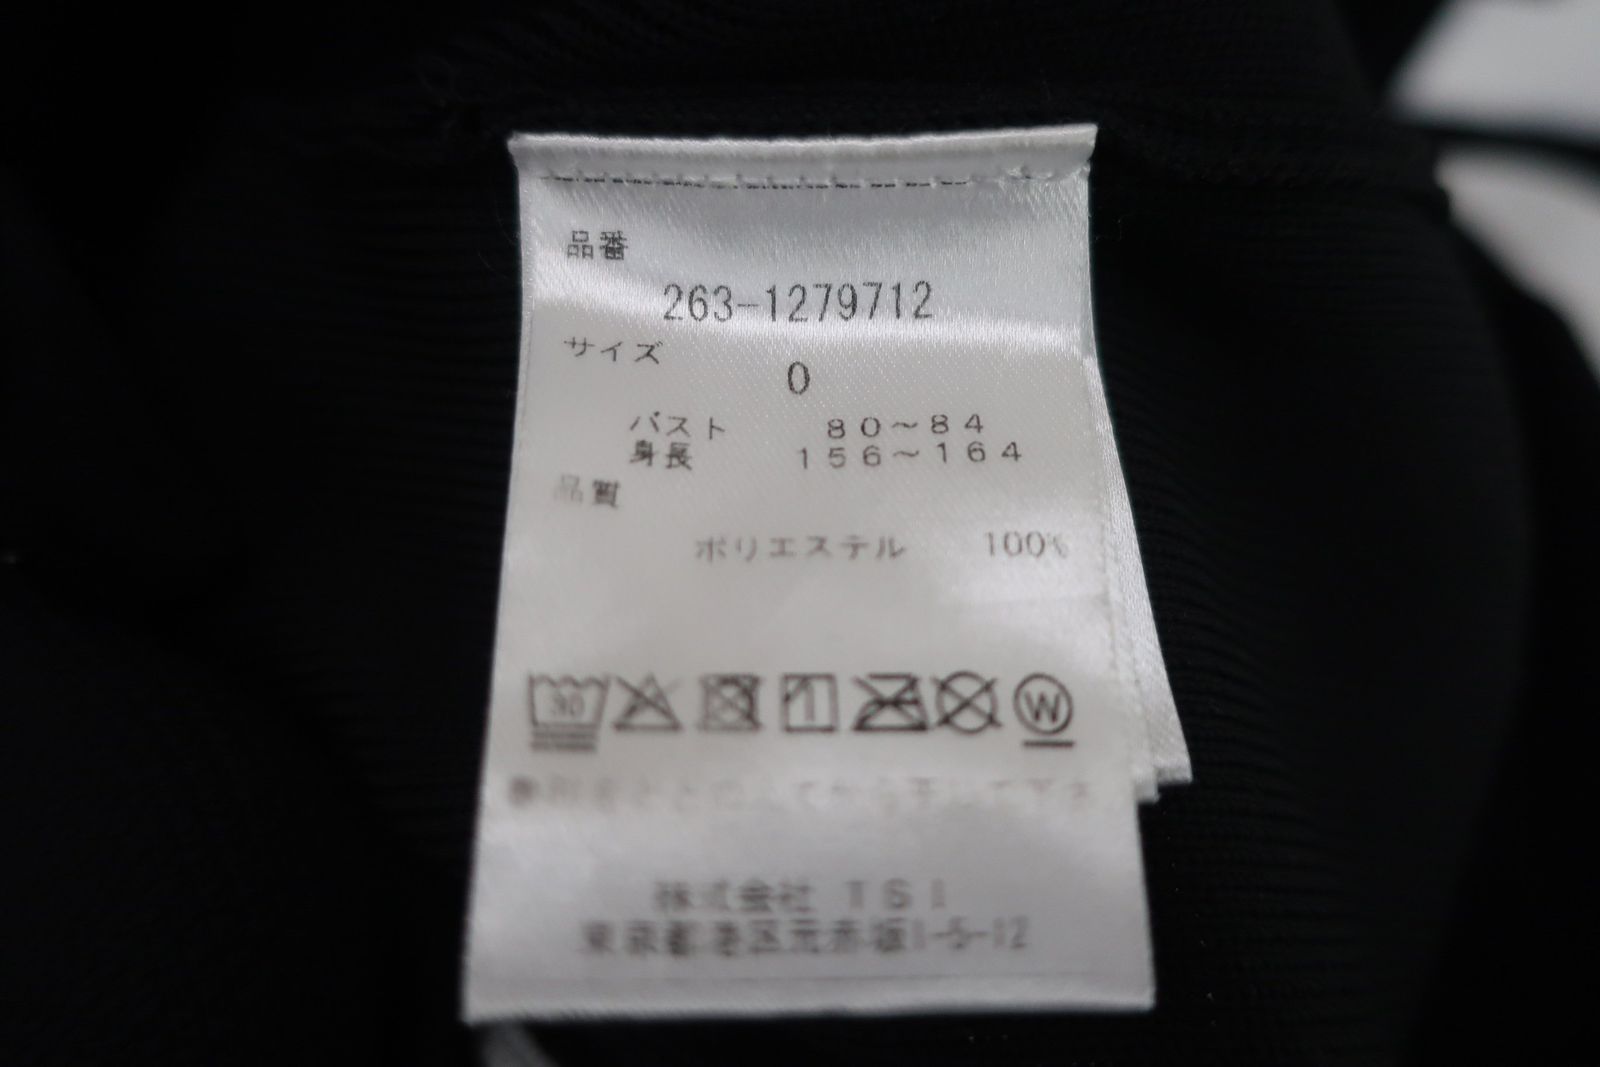 品番
263-1279712
サイズ
0
バスト 80~84
身長 156~164
品質
ポリエステル 100%
30
W
株式会社 TSI
東京都港区元赤坂1-5-12